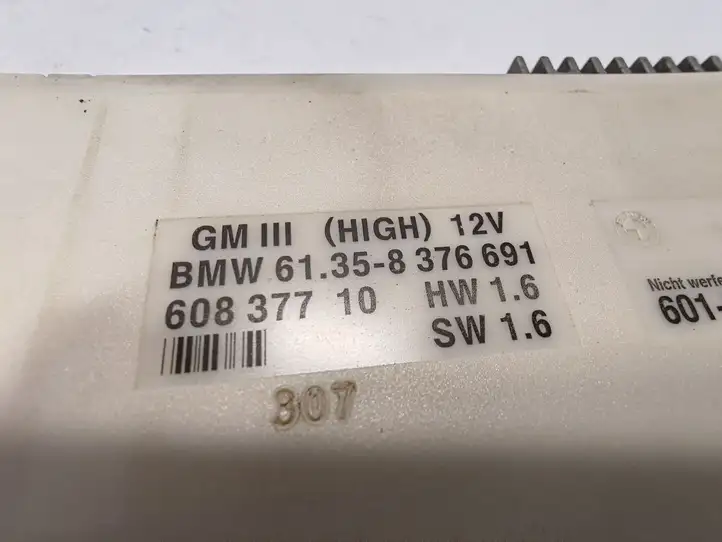 GM III (HIGH) 12V
BMW 61.35-8 376 691
608 377 10 HW 1.6
SW 1.6
307
Nicht werfe
601-